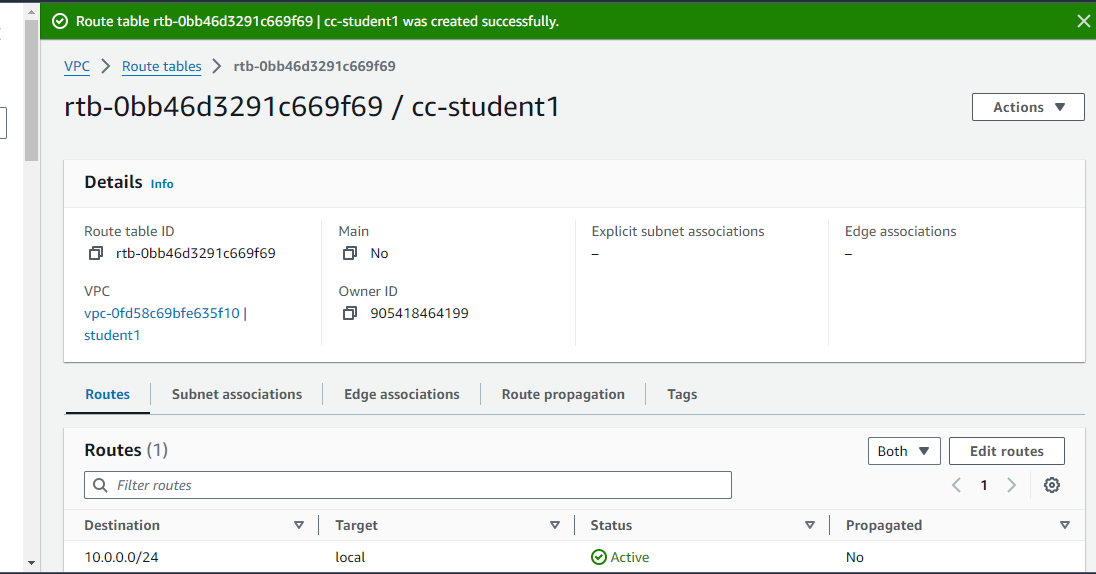 Route table rtb-0bb46d3291c669f69 | cc-student1 was created successfully.
VPC > Route tables > rtb-0bb46d3291c669f69
rtb-0bb46d3291c669f69 / cc-student1
Actions
Details Info
Route table ID
rtb-0bb46d3291c669f69
Main
No
Explicit subnet associations
–
Edge associations
–
VPC
vpc-0fd58c69bfe635f10 |
student1
Owner ID
905418464199
Routes Subnet associations Edge associations Route propagation Tags
Routes (1)
Both
Edit routes
Filter routes
1
Destination Target Status Propagated
10.0.0.0/24 local Active No